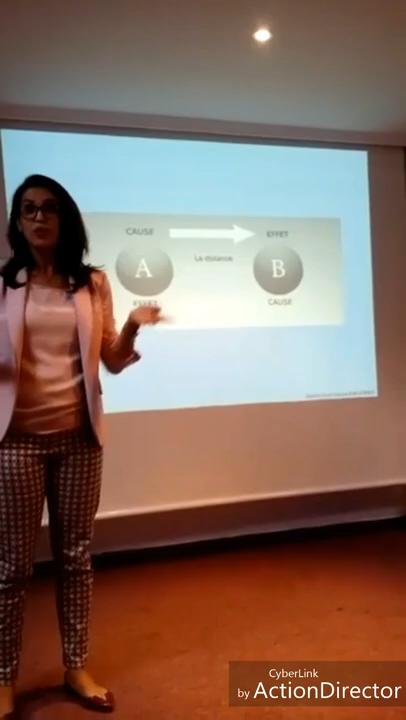 CAUSE
EFFET
La distance
A
B
EFFET
CAUSE
CyberLink
by ActionDirector